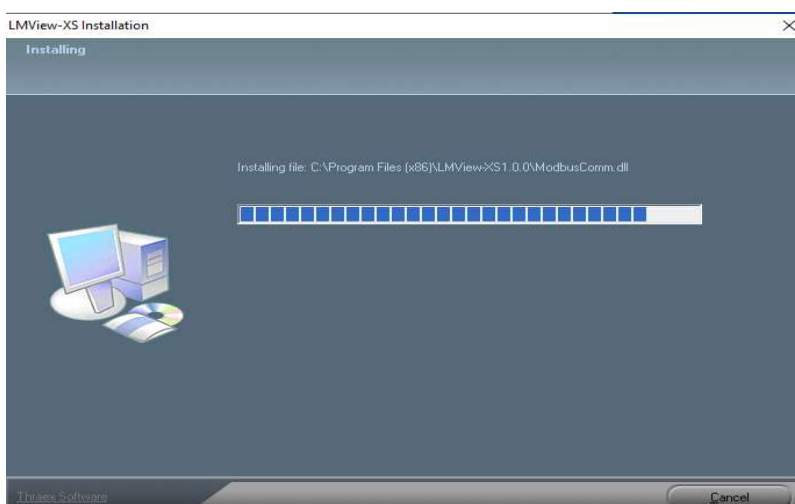 LMView-XS Installation
Installing
Installing file: C:\Program Files (x86)\LMView-XS1.0.0\ModbusComm.dll
Thraex Software
Cancel